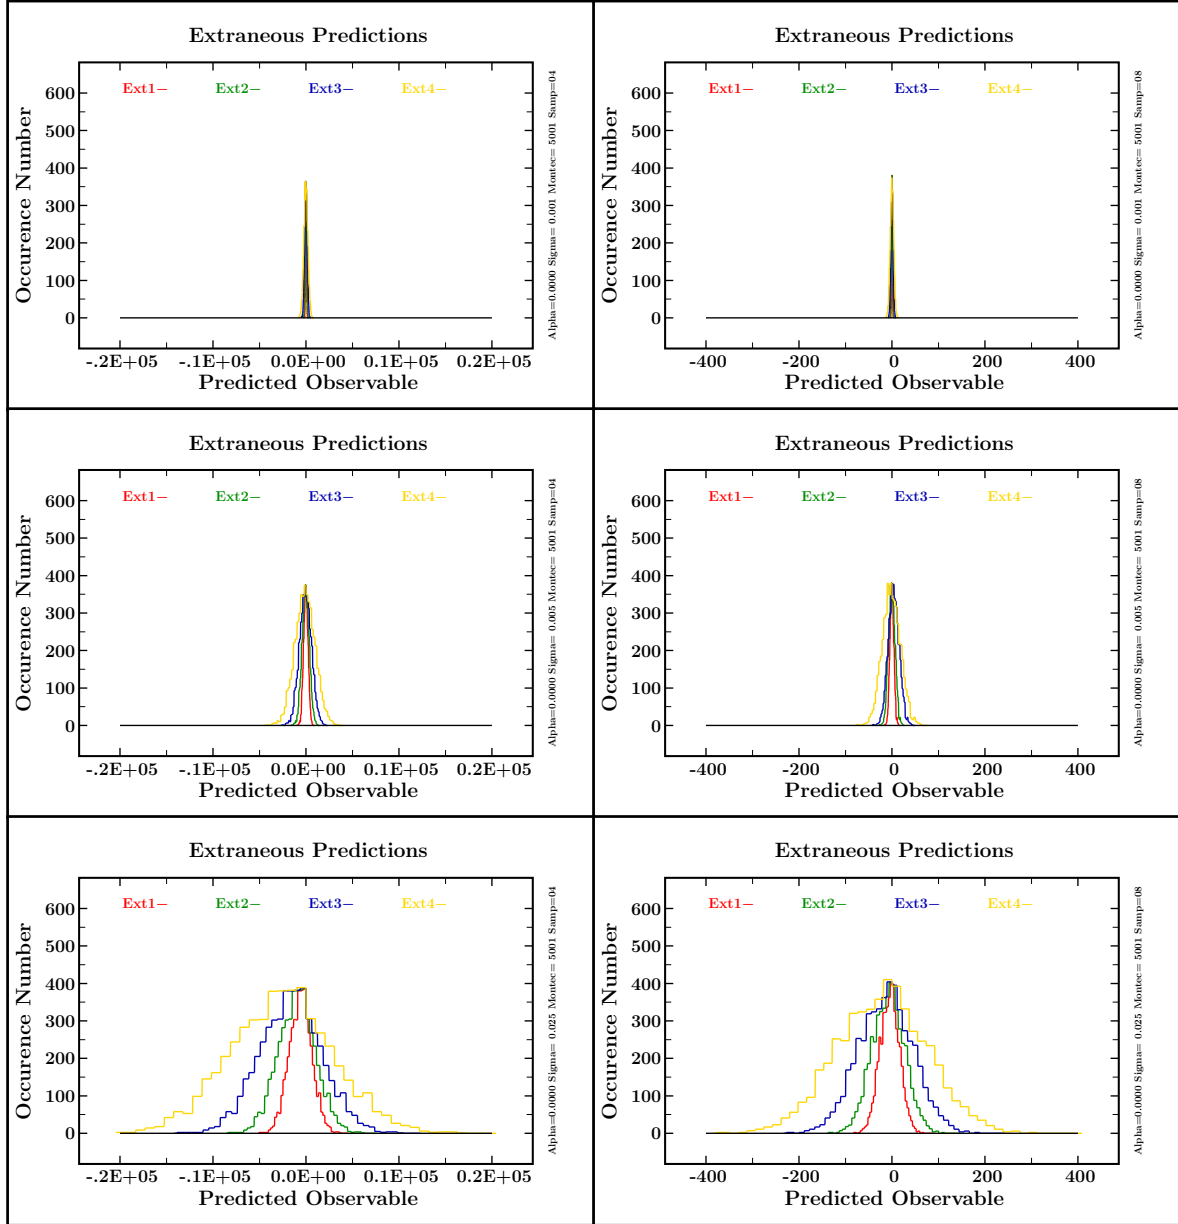 Extraneous Predictions
Ext1− Ext2− Ext3− Ext4−
600
500
400
300
200
100
0
Occurence Number
-.2E+05 -.1E+05 0.0E+00 0.1E+05 0.2E+05
Predicted Observable
Alpha=0.0000 Sigma= 0.001 Montec= 5001 Samp=04
Extraneous Predictions
Ext1− Ext2− Ext3− Ext4−
600
500
400
300
200
100
0
Occurence Number
-400 -200 0 200 400
Predicted Observable
Alpha=0.0000 Sigma= 0.001 Montec= 5001 Samp=08
Extraneous Predictions
Ext1− Ext2− Ext3− Ext4−
600
500
400
300
200
100
0
Occurence Number
-.2E+05 -.1E+05 0.0E+00 0.1E+05 0.2E+05
Predicted Observable
Alpha=0.0000 Sigma= 0.005 Montec= 5001 Samp=04
Extraneous Predictions
Ext1− Ext2− Ext3− Ext4−
600
500
400
300
200
100
0
Occurence Number
-400 -200 0 200 400
Predicted Observable
Alpha=0.0000 Sigma= 0.005 Montec= 5001 Samp=08
Extraneous Predictions
Ext1− Ext2− Ext3− Ext4−
600
500
400
300
200
100
0
Occurence Number
-.2E+05 -.1E+05 0.0E+00 0.1E+05 0.2E+05
Predicted Observable
Alpha=0.0000 Sigma= 0.025 Montec= 5001 Samp=04
Extraneous Predictions
Ext1− Ext2− Ext3− Ext4−
600
500
400
300
200
100
0
Occurence Number
-400 -200 0 200 400
Predicted Observable
Alpha=0.0000 Sigma= 0.025 Montec= 5001 Samp=08